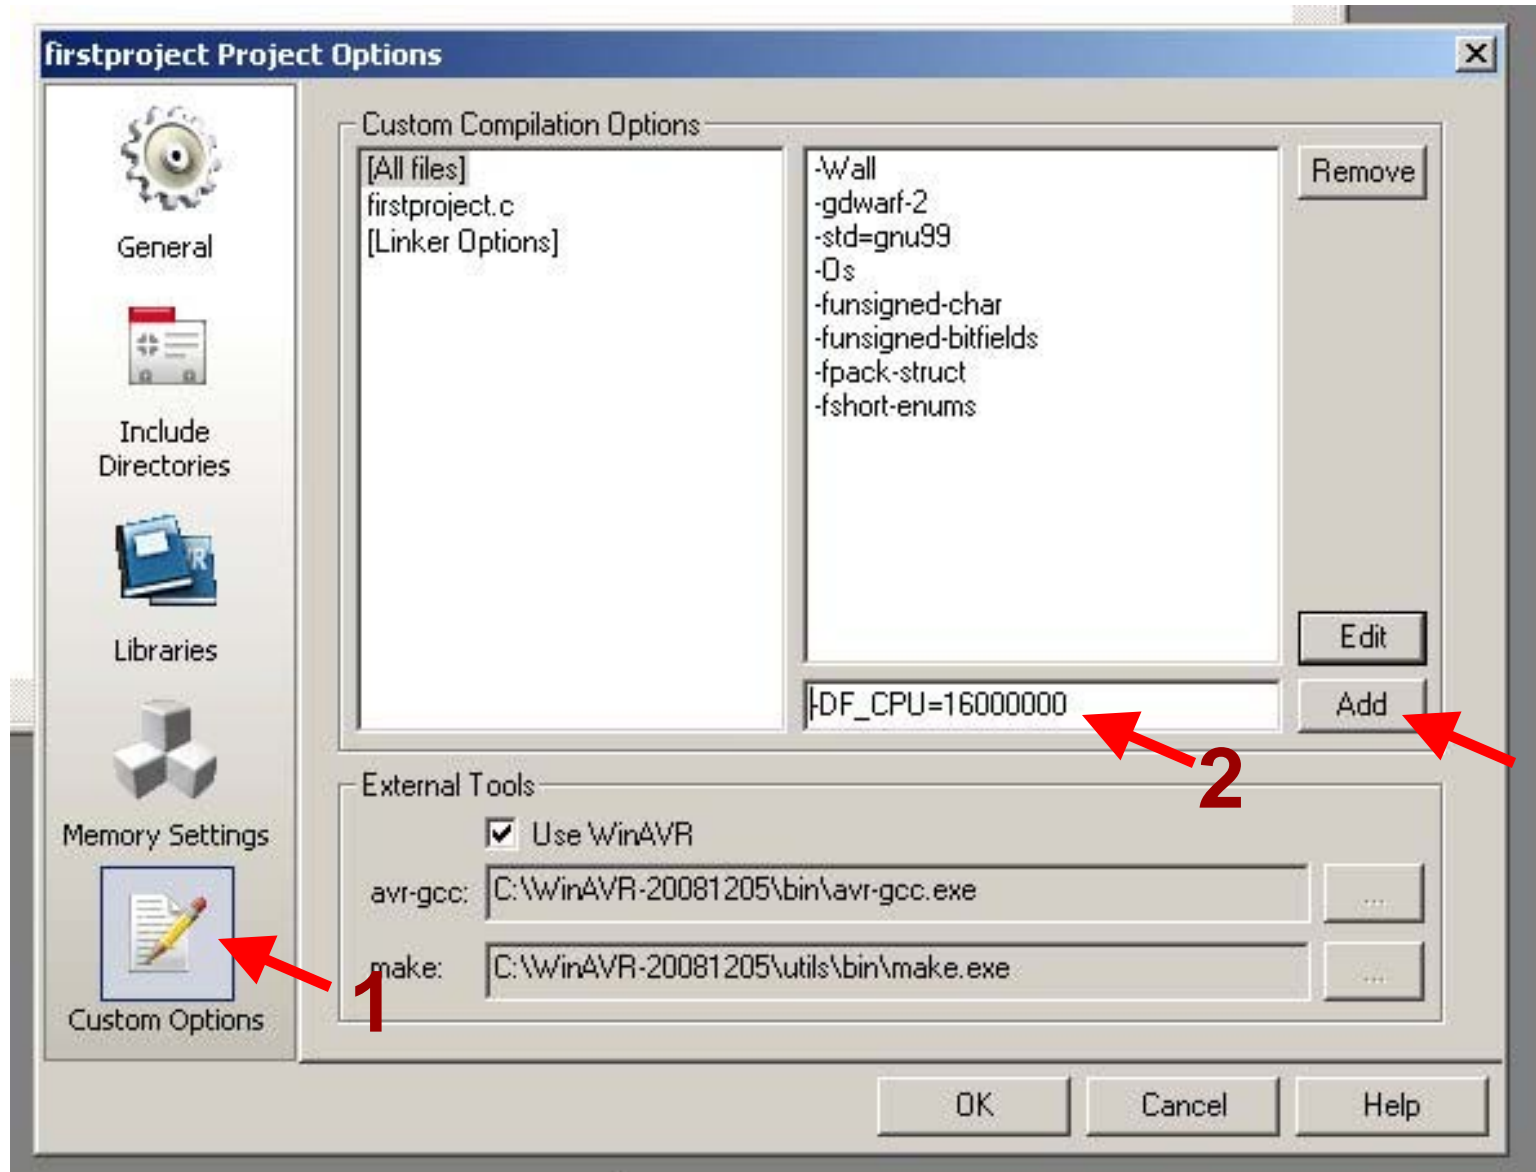 firstproject Project Options
General
Include
Directories
Libraries
Memory Settings
Custom Options
Custom Compilation Options
[All files]
firstproject.c
[Linker Options]
-Wall
-gdwarf-2
-std=gnu99
-Os
-funsigned-char
-funsigned-bitfields
-fpack-struct
-fshort-enums
Remove
Edit
-DF_CPU=16000000
Add
2
External Tools
Use WinAVR
avr-gcc: C:\WinAVR-20081205\bin\avr-gcc.exe ...
make: C:\WinAVR-20081205\utils\bin\make.exe ...
1
OK Cancel Help